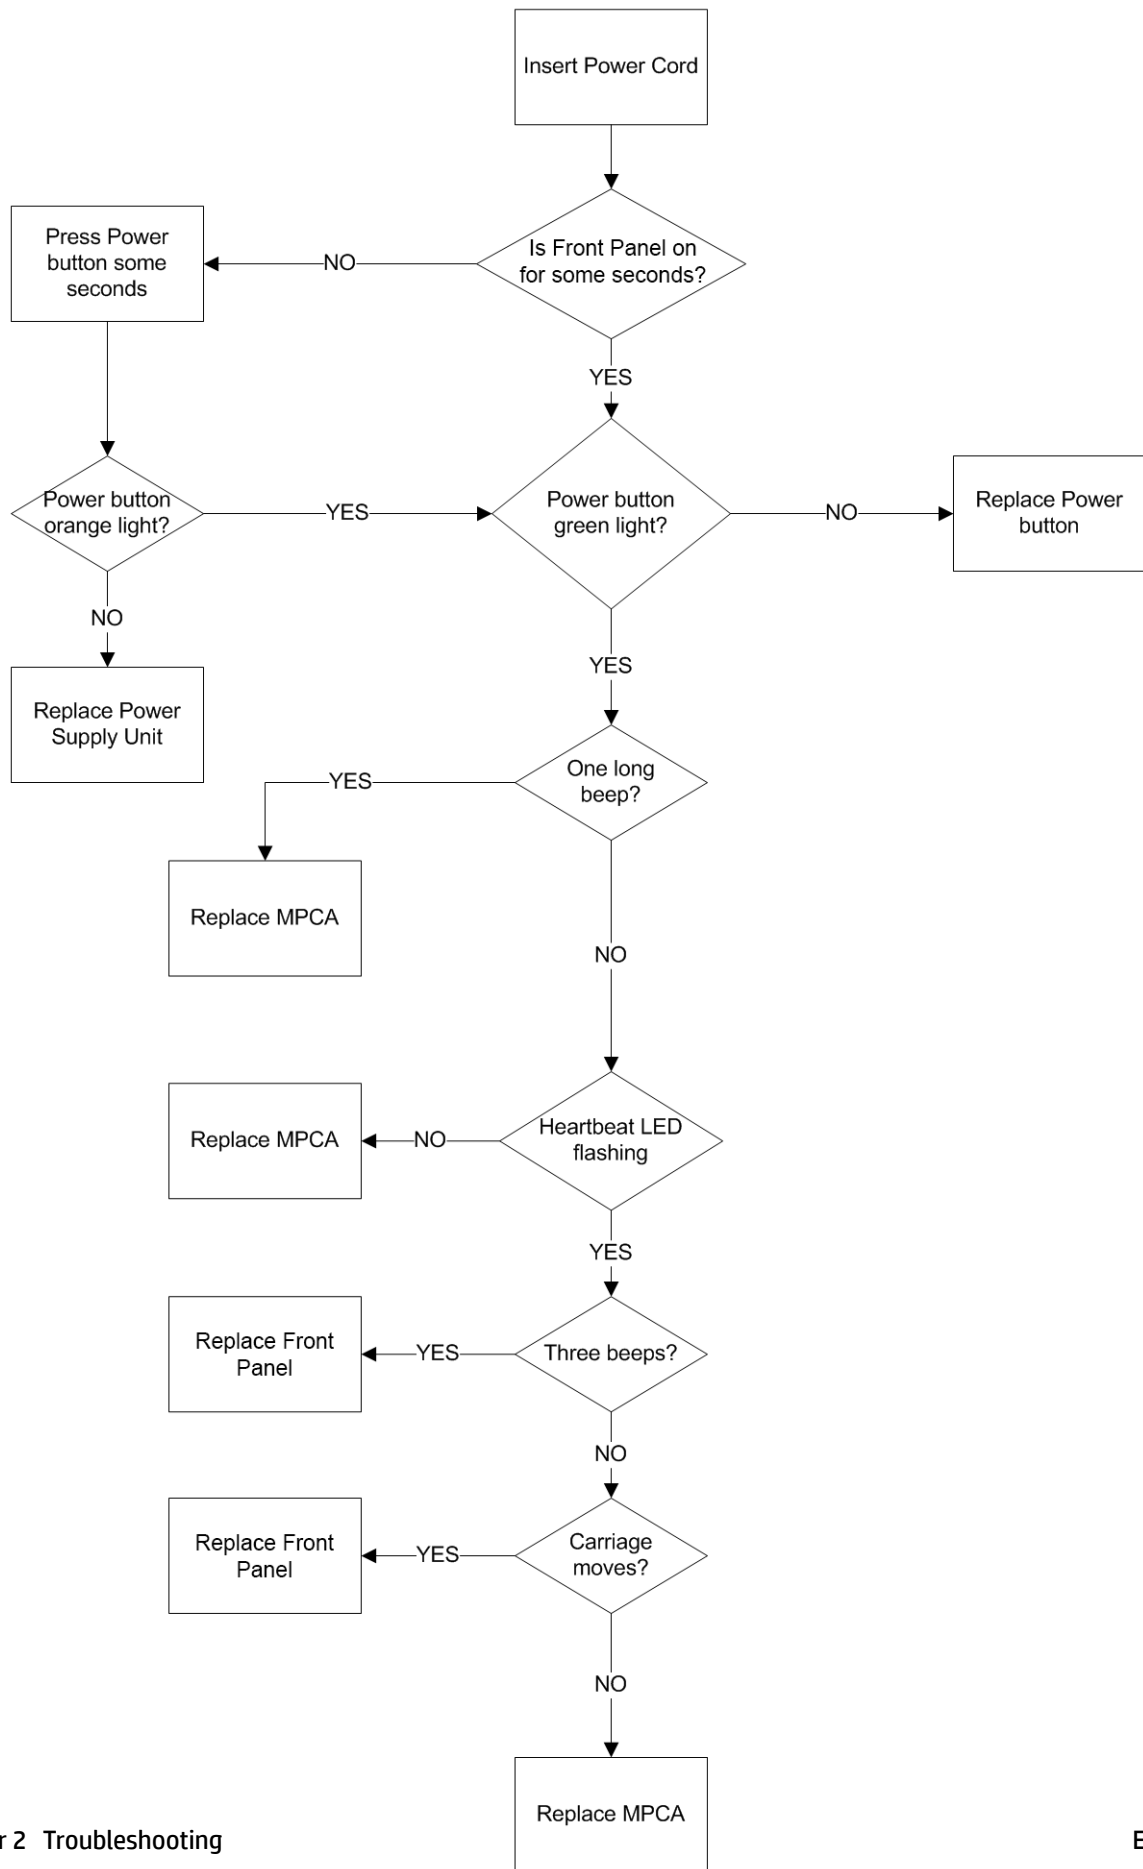 Insert Power Cord
Is Front Panel on
for some seconds?
NO
Press Power
button some
seconds
YES
Power button
orange light?
YES
Power button
green light?
NO
Replace Power
button
NO
Replace Power
Supply Unit
YES
One long
beep?
YES
Replace MPCA
NO
Heartbeat LED
flashing
NO
Replace MPCA
YES
Three beeps?
YES
Replace Front
Panel
NO
Carriage
moves?
YES
Replace Front
Panel
NO
Replace MPCA
r 2 Troubleshooting
E